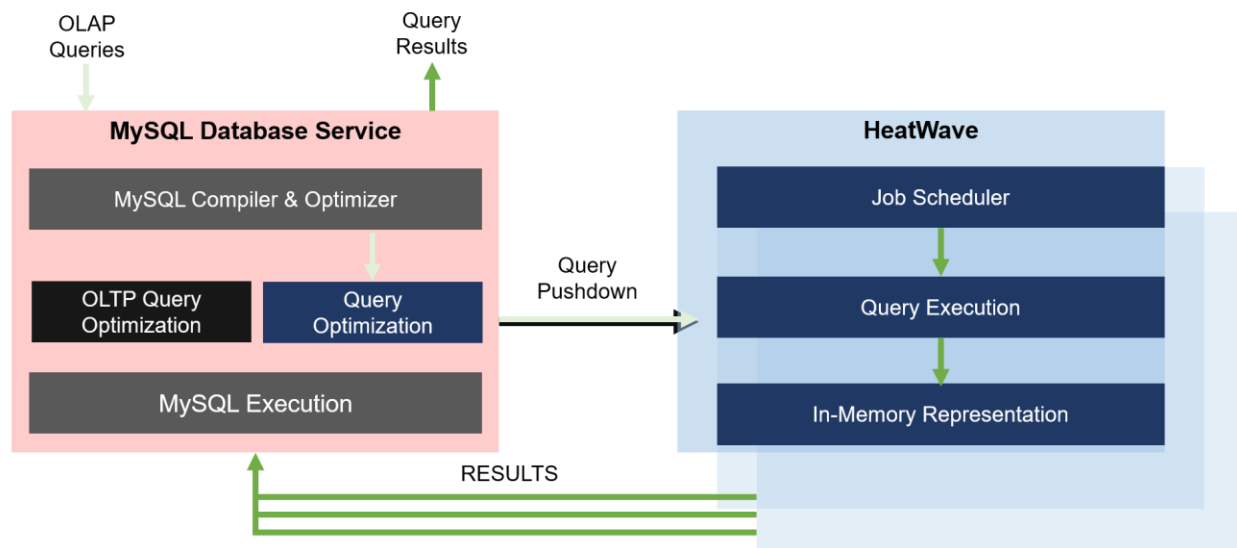 OLAP
Queries
Query
Results
MySQL Database Service
MySQL Compiler & Optimizer
OLTP Query
Optimization
Query
Optimization
MySQL Execution
Query
Pushdown
HeatWave
Job Scheduler
Query Execution
In-Memory Representation
RESULTS